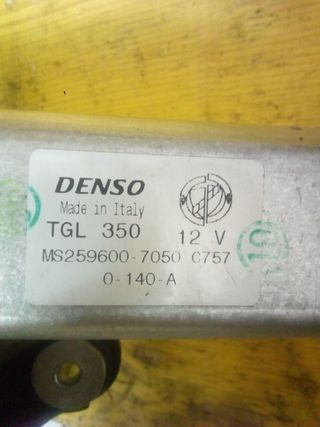 DENSO
Made in Italy
TGL 350 12 V
MS259600-7050 C757
0-140-A